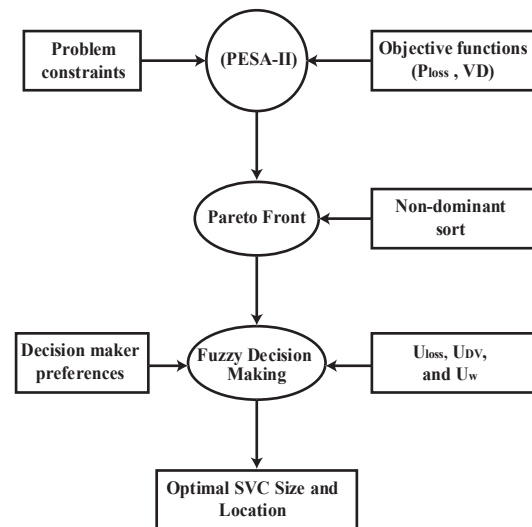 Problem
constraints
(PESA-II)
Objective functions
(Ploss , VD)
Pareto Front
Non-dominant
sort
Decision maker
preferences
Fuzzy Decision
Making
Uloss, UDV,
and Uw
Optimal SVC Size and
Location